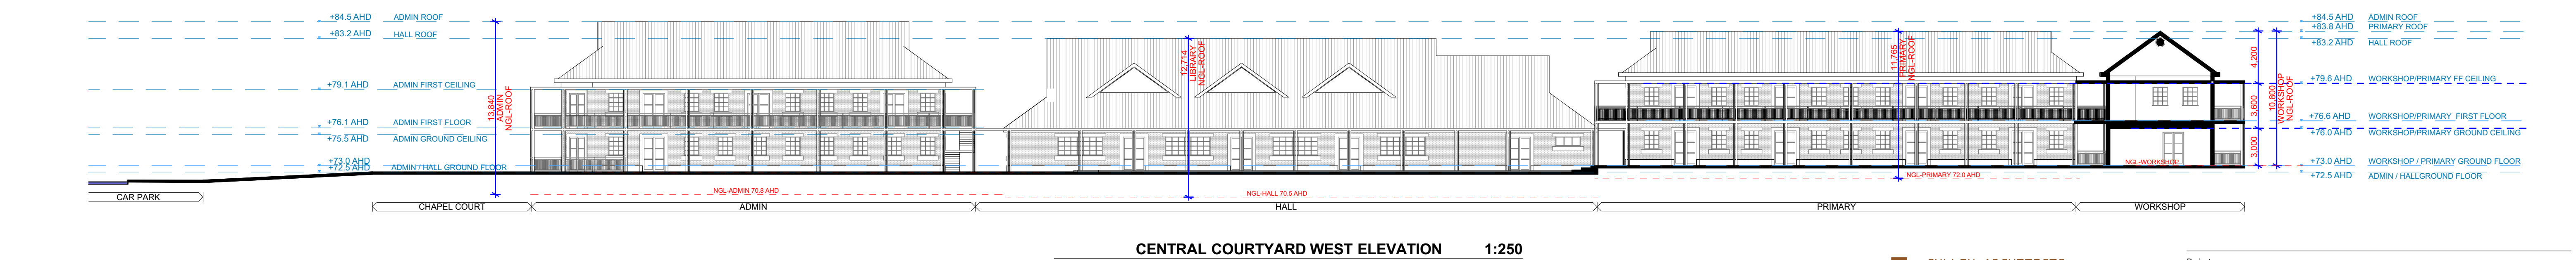 +84.5 AHD ADMIN ROOF
+83.2 AHD HALL ROOF
+79.1 AHD ADMIN FIRST CEILING
+76.1 AHD ADMIN FIRST FLOOR
+75.5 AHD ADMIN GROUND CEILING
+73.0 AHD
+72.5 AHD ADMIN / HALL GROUND FLOOR
13,840
ADMIN
NGL-ROOF
12,714
LIBRARY
NGL-ROOF
11,765
PRIMARY
NGL-ROOF
4,200
3,600
3,000
10,800
WORKSHOP
NGL-ROOF
+84.5 AHD ADMIN ROOF
+83.8 AHD PRIMARY ROOF
+83.2 AHD HALL ROOF
+79.6 AHD WORKSHOP/PRIMARY FF CEILING
+76.6 AHD WORKSHOP/PRIMARY FIRST FLOOR
+76.0 AHD WORKSHOP/PRIMARY GROUND CEILING
+73.0 AHD WORKSHOP / PRIMARY GROUND FLOOR
+72.5 AHD ADMIN / HALLGROUND FLOOR
NGL-WORKSHOP
NGL-PRIMARY 72.0 AHD
NGL-ADMIN 70.8 AHD
NGL-HALL 70.5 AHD
CAR PARK
CHAPEL COURT
ADMIN
HALL
PRIMARY
WORKSHOP
CENTRAL COURTYARD WEST ELEVATION 1:250